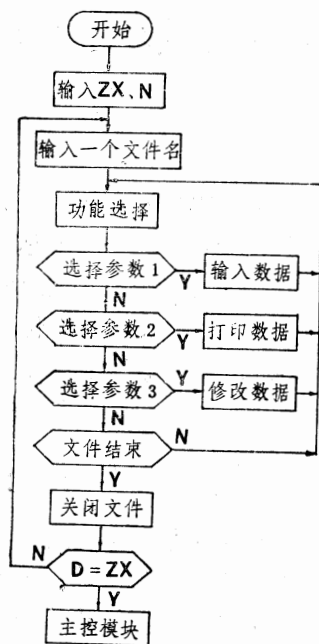 开始
输入ZX、N
输入一个文件名
功能选择
选择参数1
Y
输入数据
N
选择参数2
Y
打印数据
N
选择参数3
Y
修改数据
N
文件结束
N
Y
关闭文件
N
D=ZX
Y
主控模块